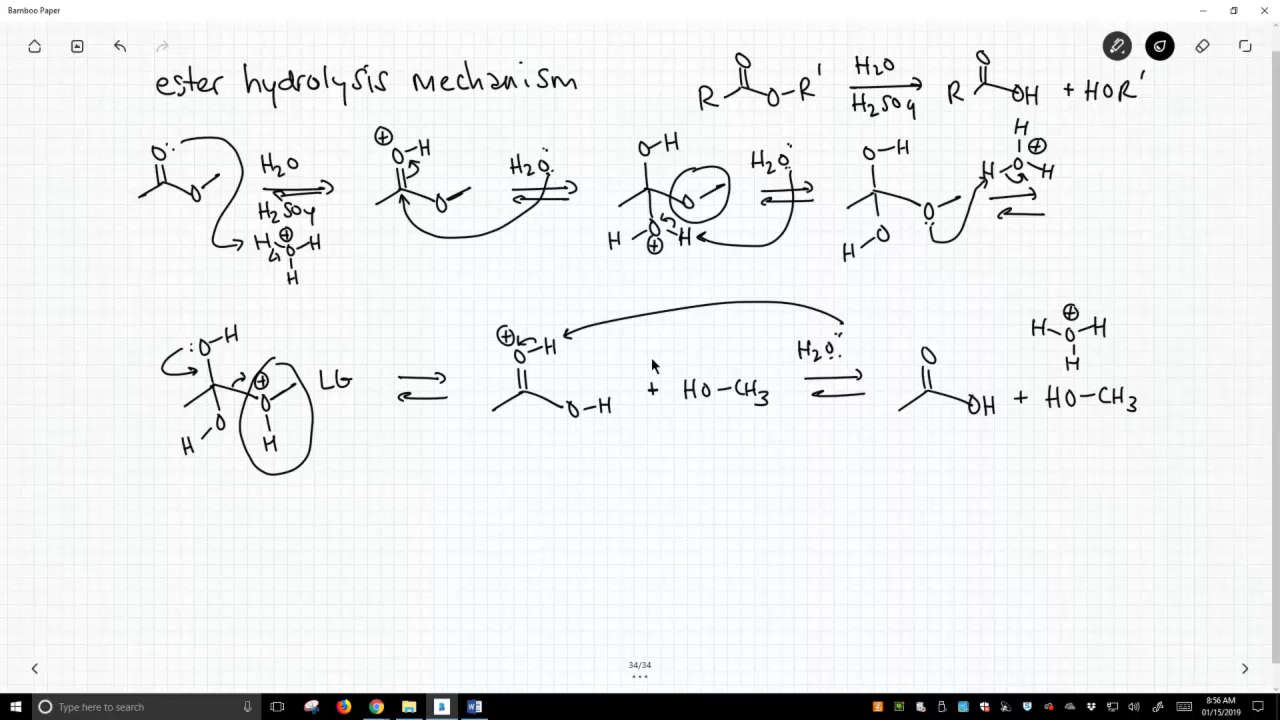 Bamboo Paper
ester hydrolysis mechanism
R O O-R' H2O H2SO4 R O OH + HOR'
O: O H2O H2SO4 H ⊕ O-H H
⊕ O-H O H2O:
O-H O H O ⊕ H H2O:
O-H O H O H ⊕ H O H
:O-H ⊕ O H O H LG
⊕ O-H O-H + HO-CH3 H2O:
O OH + HO-CH3 H-O-H ⊕ H
34/34
Type here to search
8:56 AM
01/15/2019